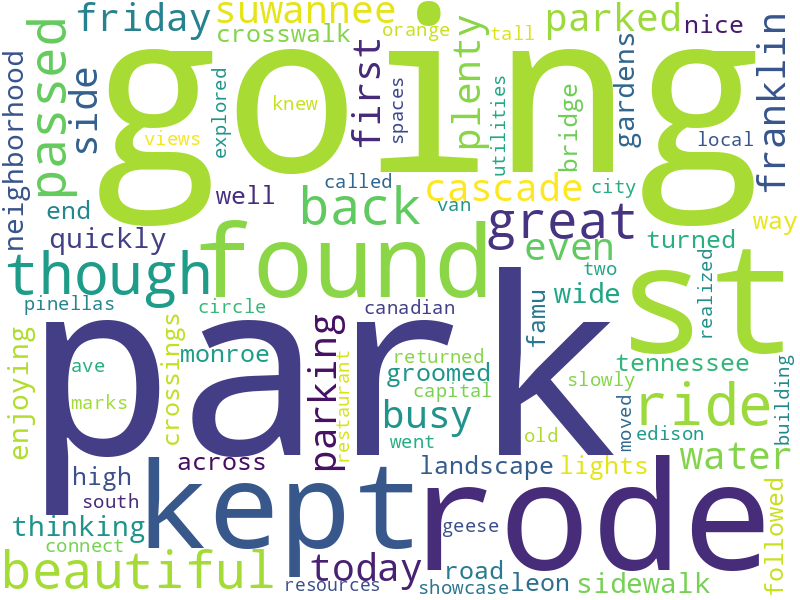 friday
suwannee
crosswalk
orange
tall
parked
nice
franklin
neighborhood
passed
side
going
explored
knew
views
first
spaces
plenty
utilities
bridge
gardens
local
end
well
called
van
cascade
city
way
quickly
back
great
even
turned
two
realized
though
found
wide
st
pinellas
circle
canadian
famu
enjoying
ave
marks
crossings
monroe
park
parking
restaurant
returned
groomed
capital
slowly
tennessee
busy
went
old
ride
moved
edison
building
high
south
across
landscape
lights
water
thinking
connect
kept
rode
geese
followed
beautiful
today
resources
road
showcase
leon
sidewalk